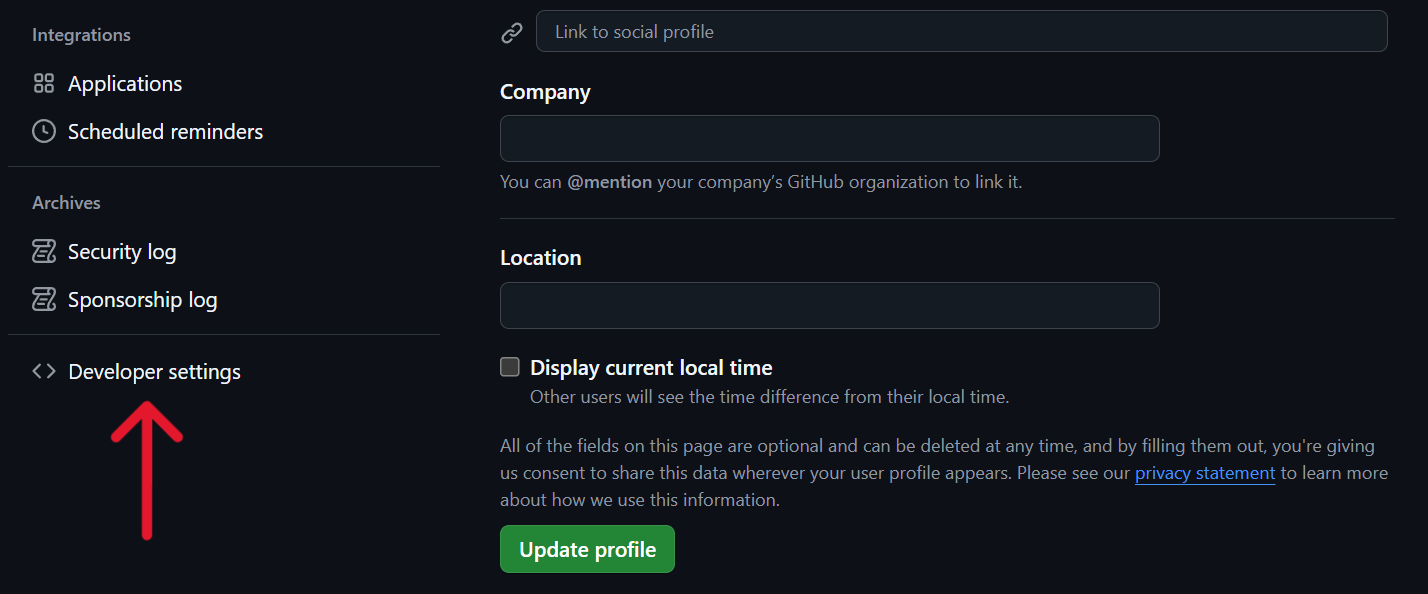 Integrations
Applications
Scheduled reminders
Archives
Security log
Sponsorship log
Developer settings
Link to social profile
Company
You can @mention your company’s GitHub organization to link it.
Location
Display current local time
Other users will see the time difference from their local time.
All of the fields on this page are optional and can be deleted at any time, and by filling them out, you're giving
us consent to share this data wherever your user profile appears. Please see our privacy statement to learn more
about how we use this information.
Update profile